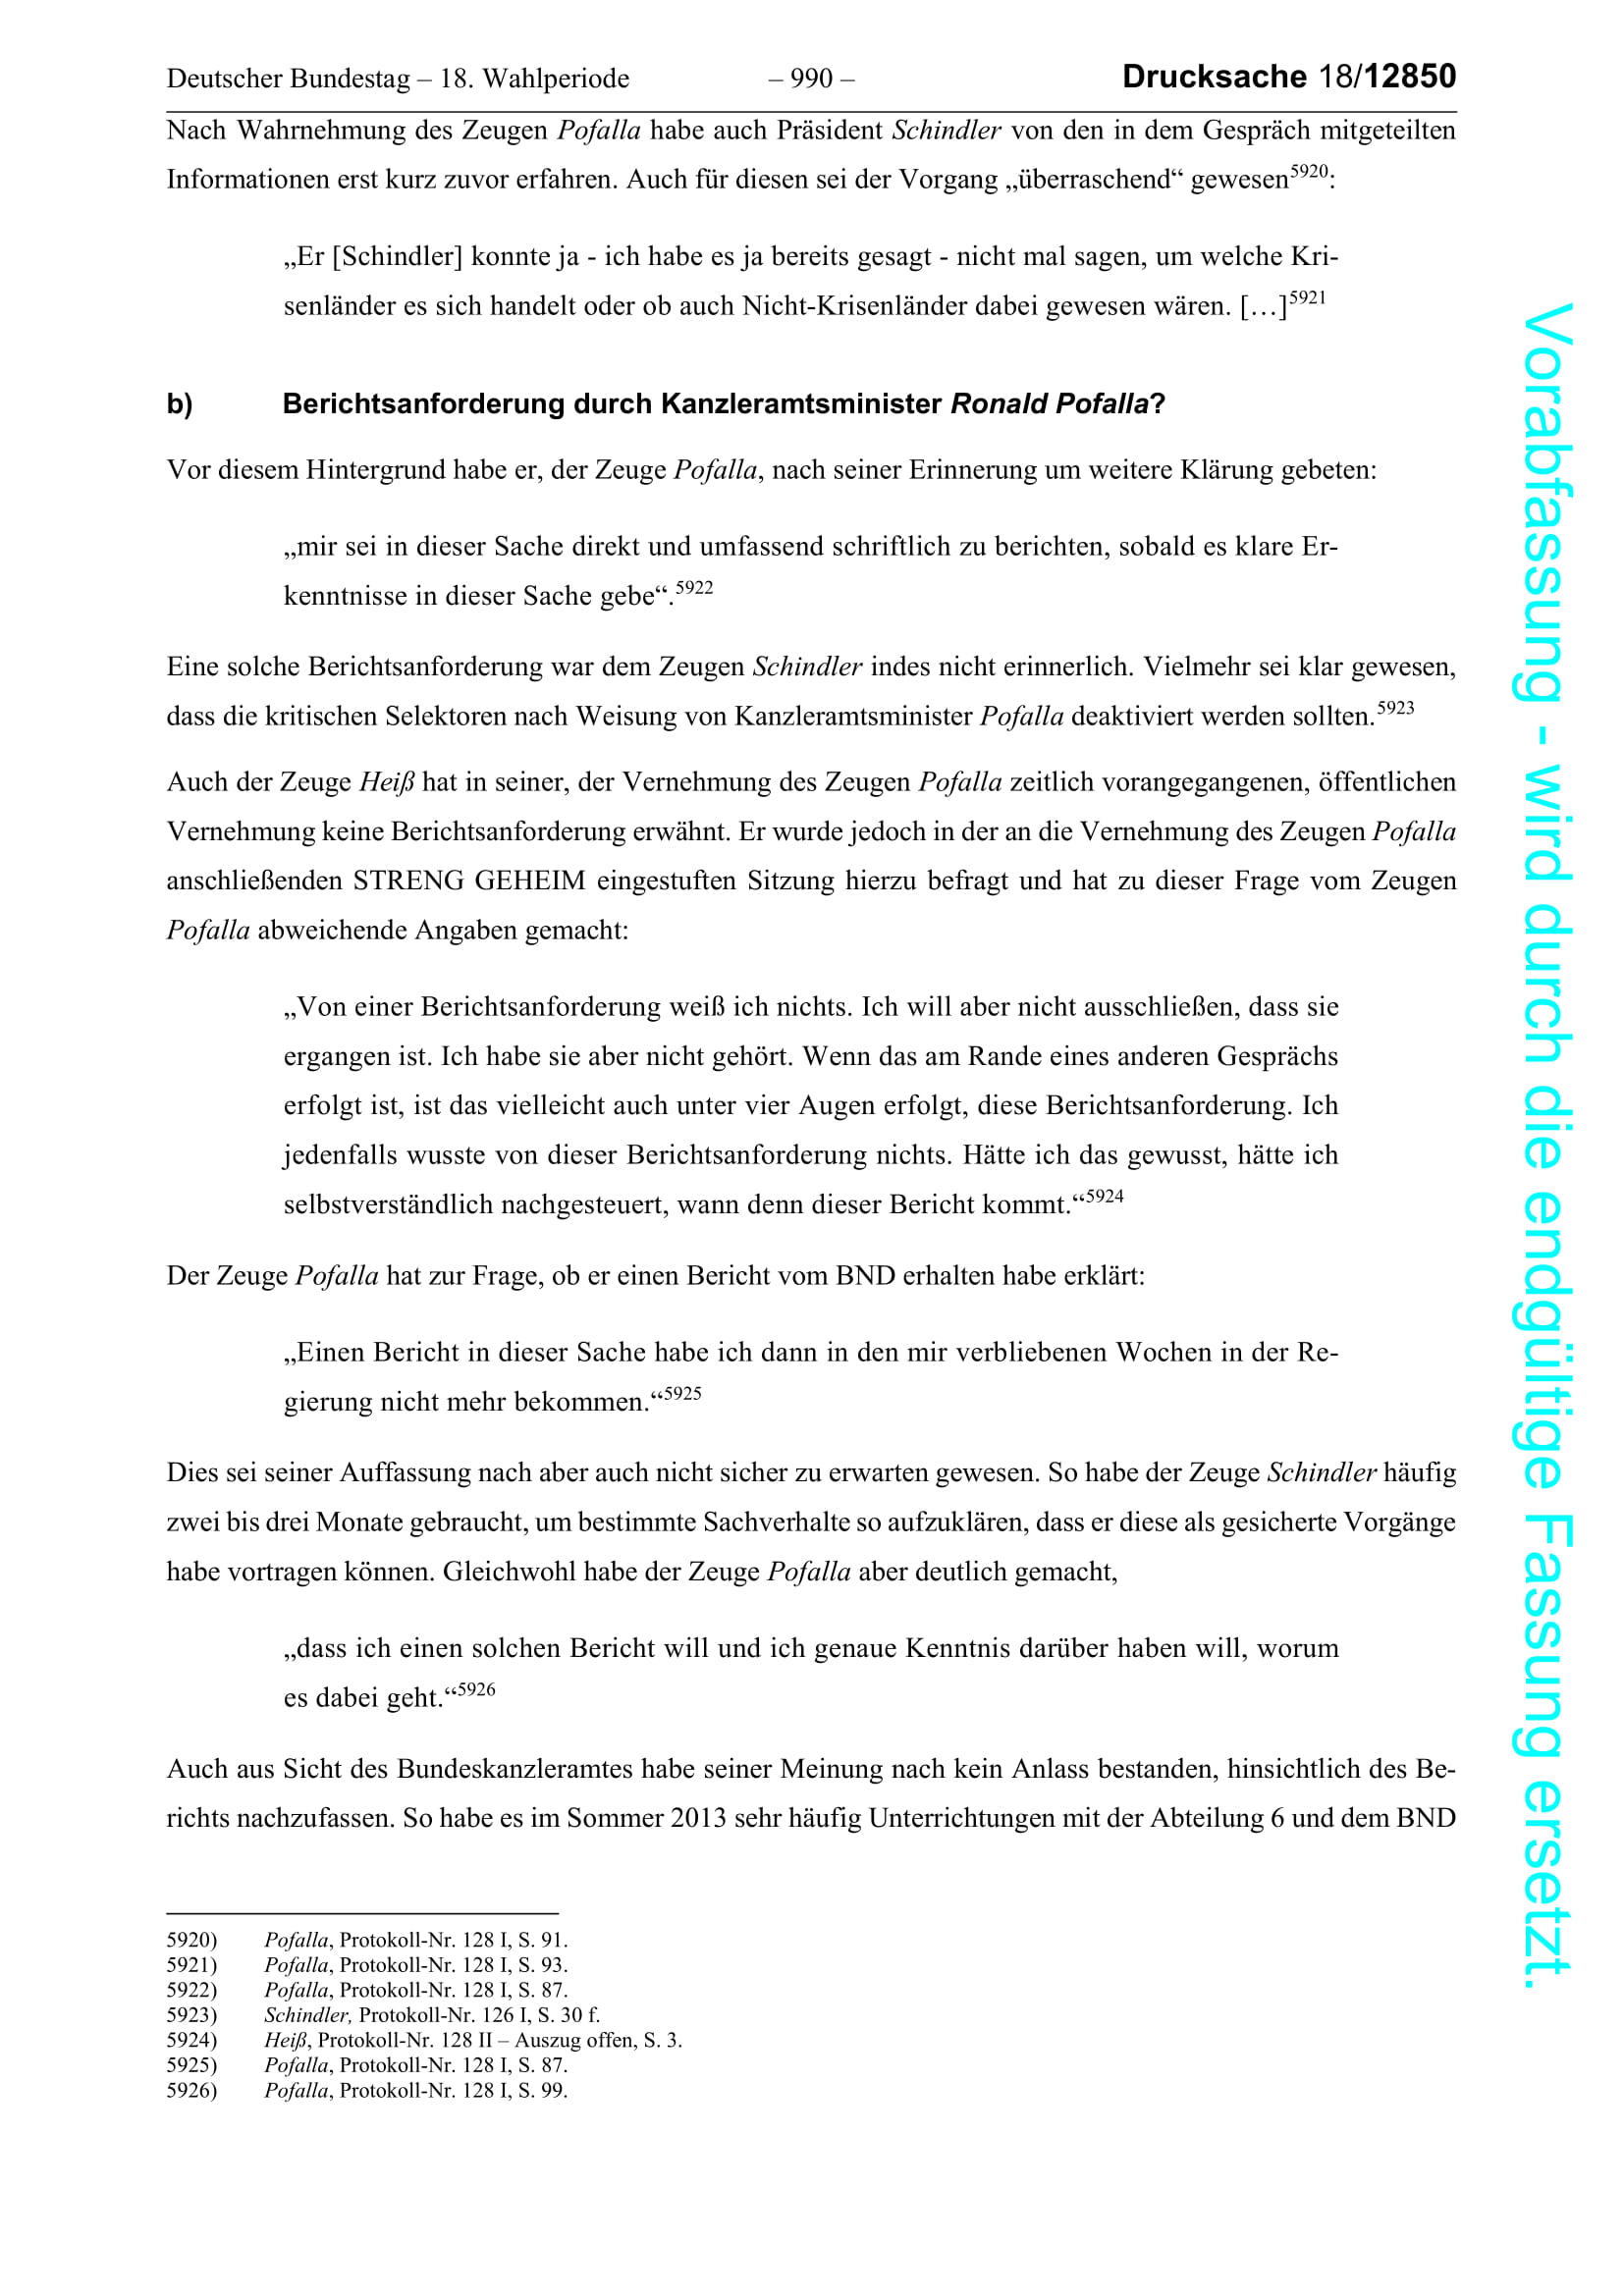 Deutscher Bundestag – 18. Wahlperiode – 990 – Drucksache 18/12850
Nach Wahrnehmung des Zeugen Pofalla habe auch Präsident Schindler von den in dem Gespräch mitgeteilten
Informationen erst kurz zuvor erfahren. Auch für diesen sei der Vorgang „überraschend“ gewesen5920:
„Er [Schindler] konnte ja - ich habe es ja bereits gesagt - nicht mal sagen, um welche Kri-
senländer es sich handelt oder ob auch Nicht-Krisenländer dabei gewesen wären. […]5921
b) Berichtsanforderung durch Kanzleramtsminister Ronald Pofalla?
Vor diesem Hintergrund habe er, der Zeuge Pofalla, nach seiner Erinnerung um weitere Klärung gebeten:
„mir sei in dieser Sache direkt und umfassend schriftlich zu berichten, sobald es klare Er-
kenntnisse in dieser Sache gebe“.5922
Eine solche Berichtsanforderung war dem Zeugen Schindler indes nicht erinnerlich. Vielmehr sei klar gewesen,
dass die kritischen Selektoren nach Weisung von Kanzleramtsminister Pofalla deaktiviert werden sollten.5923
Auch der Zeuge Heiß hat in seiner, der Vernehmung des Zeugen Pofalla zeitlich vorangegangenen, öffentlichen
Vernehmung keine Berichtsanforderung erwähnt. Er wurde jedoch in der an die Vernehmung des Zeugen Pofalla
anschließenden STRENG GEHEIM eingestuften Sitzung hierzu befragt und hat zu dieser Frage vom Zeugen
Pofalla abweichende Angaben gemacht:
„Von einer Berichtsanforderung weiß ich nichts. Ich will aber nicht ausschließen, dass sie
ergangen ist. Ich habe sie aber nicht gehört. Wenn das am Rande eines anderen Gesprächs
erfolgt ist, ist das vielleicht auch unter vier Augen erfolgt, diese Berichtsanforderung. Ich
jedenfalls wusste von dieser Berichtsanforderung nichts. Hätte ich das gewusst, hätte ich
selbstverständlich nachgesteuert, wann denn dieser Bericht kommt.“5924
Der Zeuge Pofalla hat zur Frage, ob er einen Bericht vom BND erhalten habe erklärt:
„Einen Bericht in dieser Sache habe ich dann in den mir verbliebenen Wochen in der Re-
gierung nicht mehr bekommen.“5925
Dies sei seiner Auffassung nach aber auch nicht sicher zu erwarten gewesen. So habe der Zeuge Schindler häufig
zwei bis drei Monate gebraucht, um bestimmte Sachverhalte so aufzuklären, dass er diese als gesicherte Vorgänge
habe vortragen können. Gleichwohl habe der Zeuge Pofalla aber deutlich gemacht,
„dass ich einen solchen Bericht will und ich genaue Kenntnis darüber haben will, worum
es dabei geht.“5926
Auch aus Sicht des Bundeskanzleramtes habe seiner Meinung nach kein Anlass bestanden, hinsichtlich des Be-
richts nachzufassen. So habe es im Sommer 2013 sehr häufig Unterrichtungen mit der Abteilung 6 und dem BND
5920) Pofalla, Protokoll-Nr. 128 I, S. 91.
5921) Pofalla, Protokoll-Nr. 128 I, S. 93.
5922) Pofalla, Protokoll-Nr. 128 I, S. 87.
5923) Schindler, Protokoll-Nr. 126 I, S. 30 f.
5924) Heiß, Protokoll-Nr. 128 II – Auszug offen, S. 3.
5925) Pofalla, Protokoll-Nr. 128 I, S. 87.
5926) Pofalla, Protokoll-Nr. 128 I, S. 99.
Vorabfassung - wird durch die endgültige Fassung ersetzt.